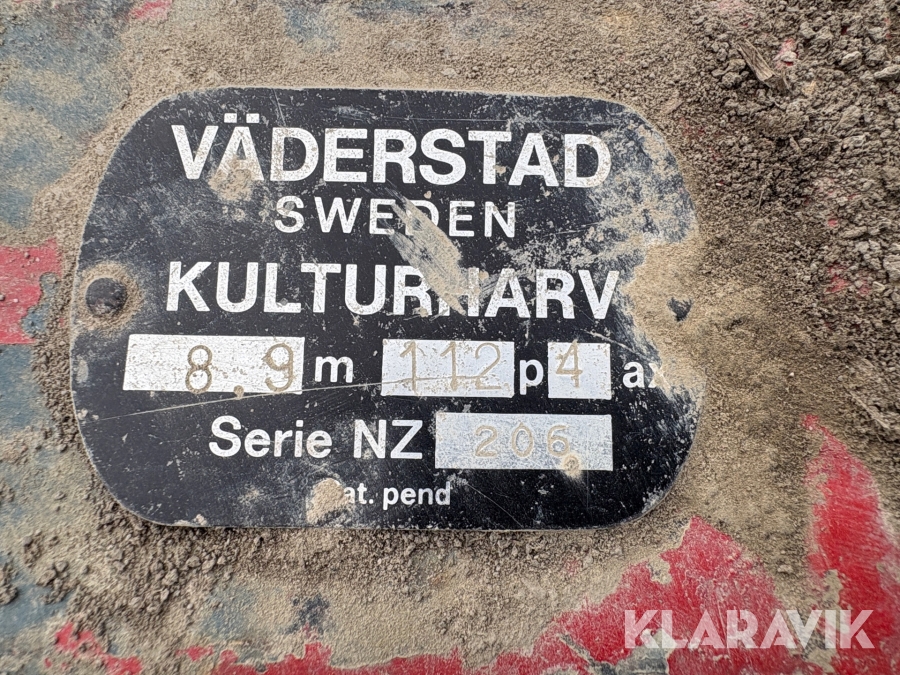 VÄDERSTAD
SWEDEN
KULTURHARV
8.9 m 112 p 4 ax
Serie NZ 206
at. pend
KLARAVIK